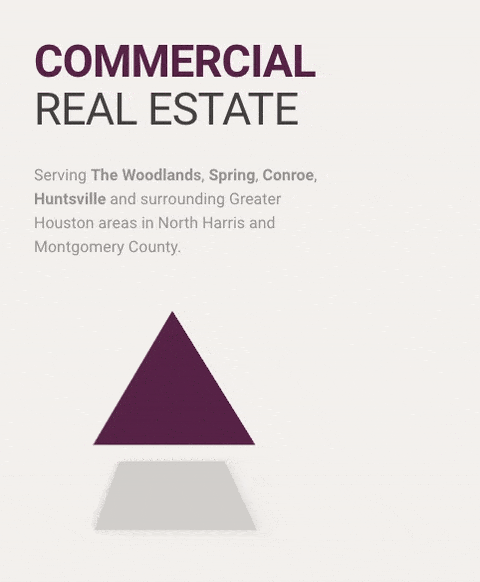 COMMERCIAL
REAL ESTATE
Serving The Woodlands, Spring, Conroe,
Huntsville and surrounding Greater
Houston areas in North Harris and
Montgomery County.